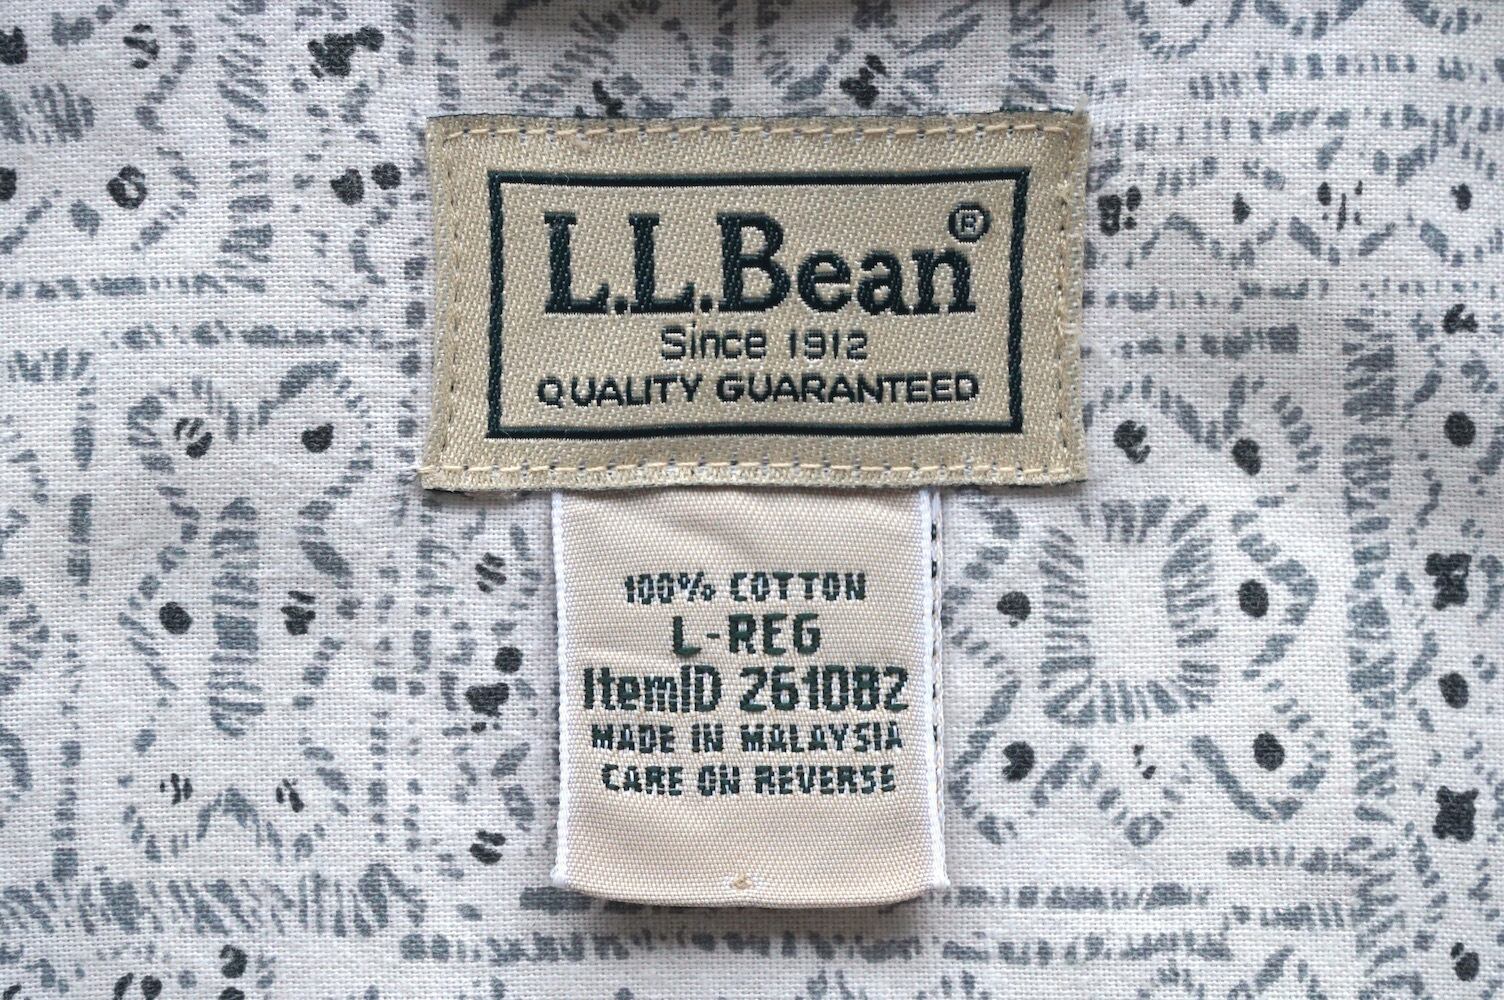 L.L.Bean®
Since 1912
QUALITY GUARANTEED
100% COTTON
L-REG
ItemID 261082
MADE IN MALAYSIA
CARE ON REVERSE